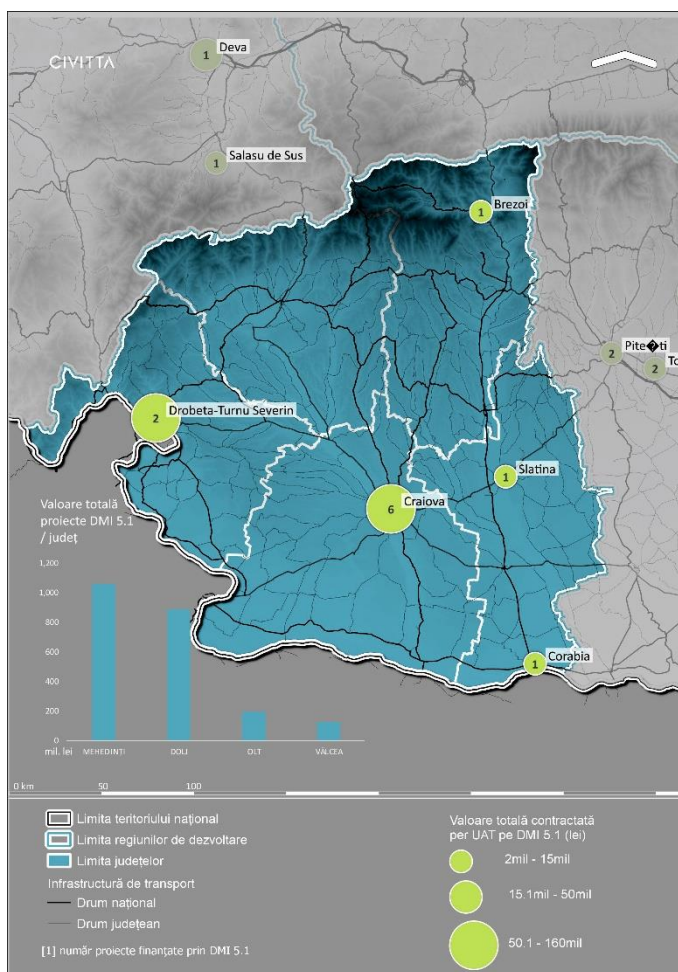 Deva
1
CIVITTA
Salasu de Sus
1
Brezoi
1
Pite�ti
2
To
2
Drobeta-Turnu Severin
2
Slatina
1
Craiova
6
Corabia
1
Valoare totală
proiecte DMI 5.1
/ județ
1,200
1,000
800
600
400
200
0
mil. lei
MEHEDINȚI DOLJ OLT VÂLCEA
0 km 50 100
Limita teritoriului național
Limita regiunilor de dezvoltare
Limita județelor
Infrastructură de transport
Drum național
Drum județean
[1] număr proiecte finanțate prin DMI 5.1
Valoare totală contractată
per UAT pe DMI 5.1 (lei)
2mil - 15mil
15.1mil - 50mil
50.1 - 160mil